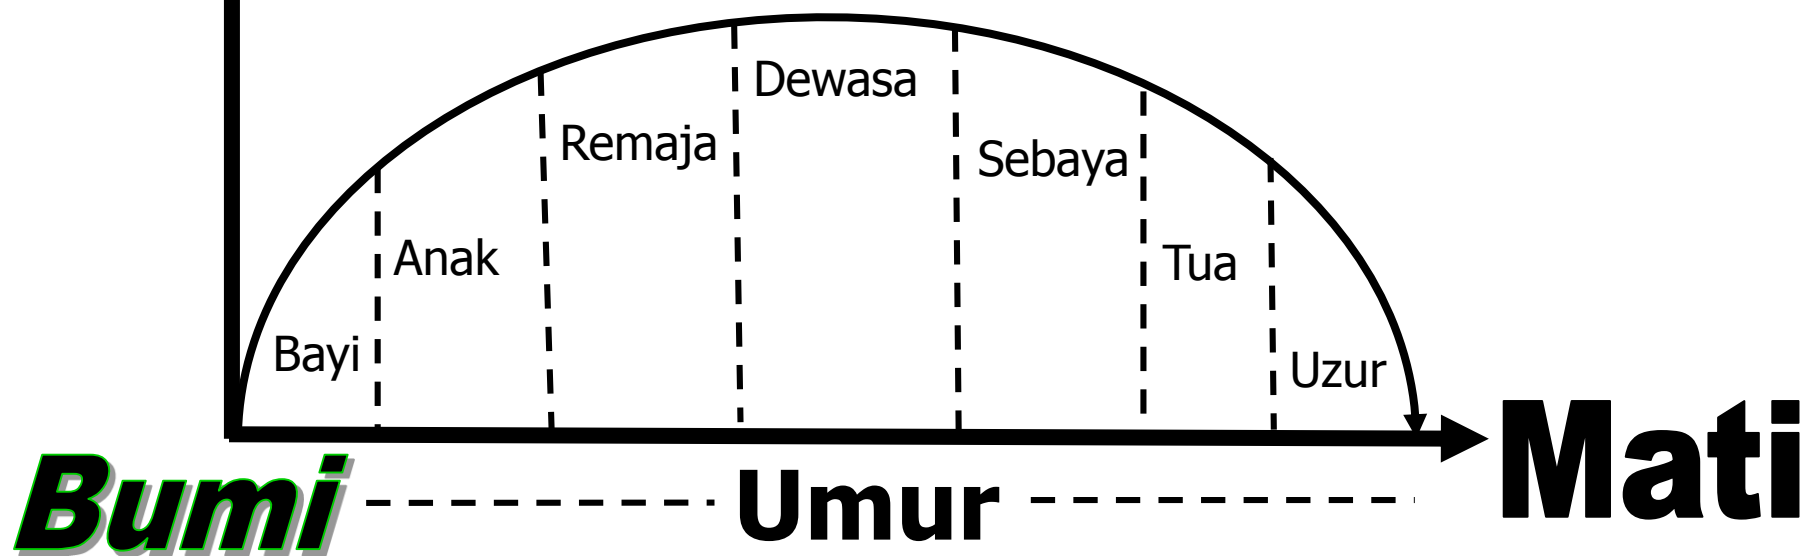 Bayi
Anak
Remaja
Dewasa
Sebaya
Tua
Uzur
Mati
Bumi
Umur